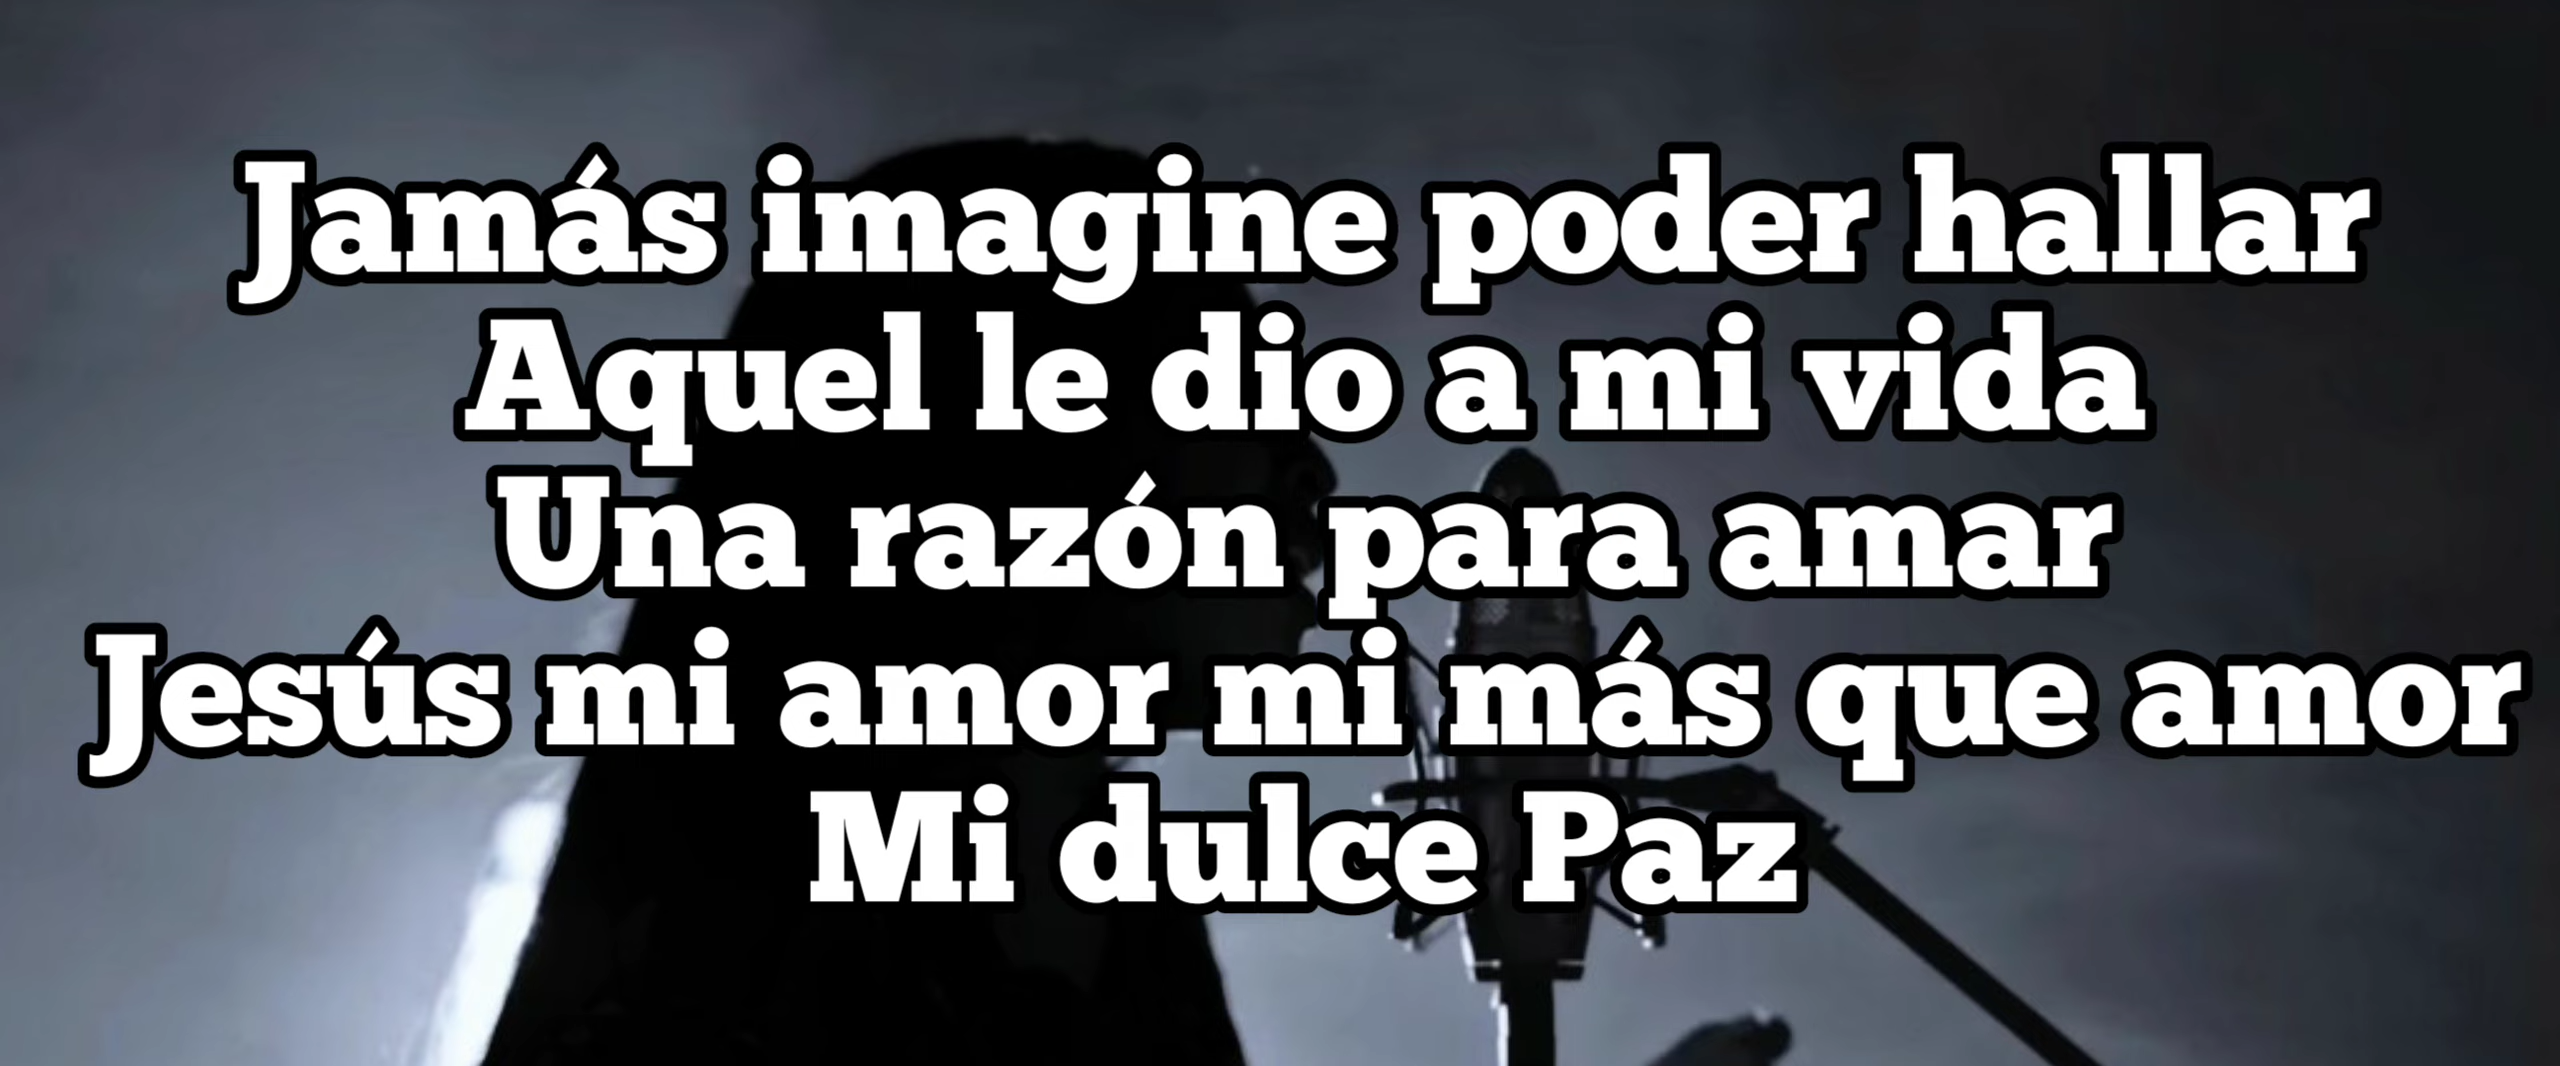 Jamás imagine poder hallar
Aquel le dio a mi vida
Una razón para amar
Jesús mi amor mi más que amor
Mi dulce Paz